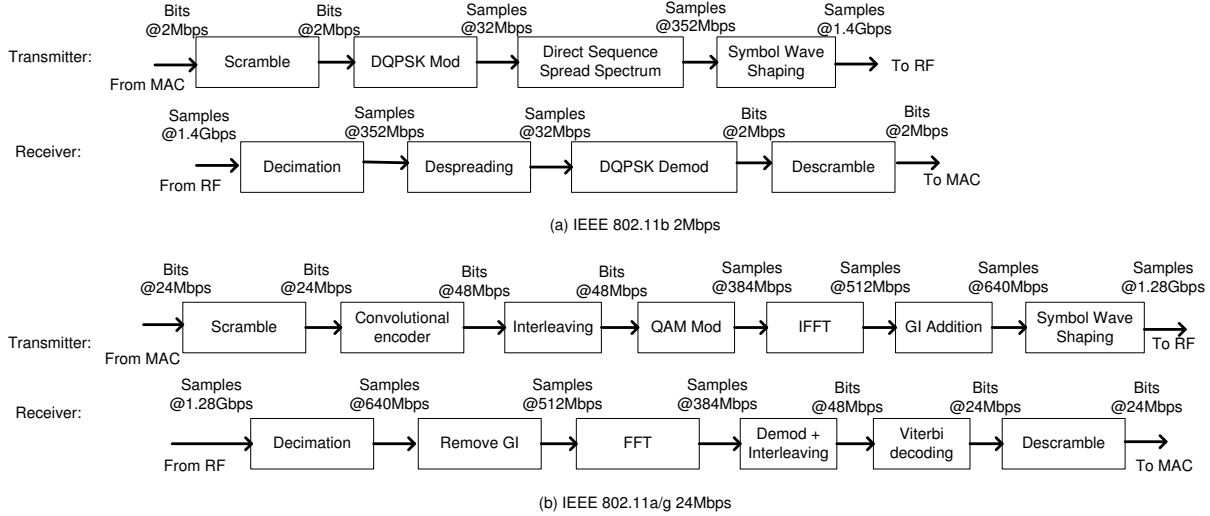 Bits @2Mbps
Bits @2Mbps
Samples @32Mbps
Samples @352Mbps
Samples @1.4Gbps
Transmitter:
From MAC
Scramble
DQPSK Mod
Direct Sequence Spread Spectrum
Symbol Wave Shaping
To RF
Samples @1.4Gbps
Samples @352Mbps
Samples @32Mbps
Bits @2Mbps
Bits @2Mbps
Receiver:
From RF
Decimation
Despreading
DQPSK Demod
Descramble
To MAC
(a) IEEE 802.11b 2Mbps
Bits @24Mbps
Bits @24Mbps
Bits @48Mbps
Bits @48Mbps
Samples @384Mbps
Samples @512Mbps
Samples @640Mbps
Samples @1.28Gbps
Transmitter:
From MAC
Scramble
Convolutional encoder
Interleaving
QAM Mod
IFFT
GI Addition
Symbol Wave Shaping
To RF
Samples @1.28Gbps
Samples @640Mbps
Samples @512Mbps
Samples @384Mbps
Bits @48Mbps
Bits @24Mbps
Bits @24Mbps
Receiver:
From RF
Decimation
Remove GI
FFT
Demod + Interleaving
Viterbi decoding
Descramble
To MAC
(b) IEEE 802.11a/g 24Mbps